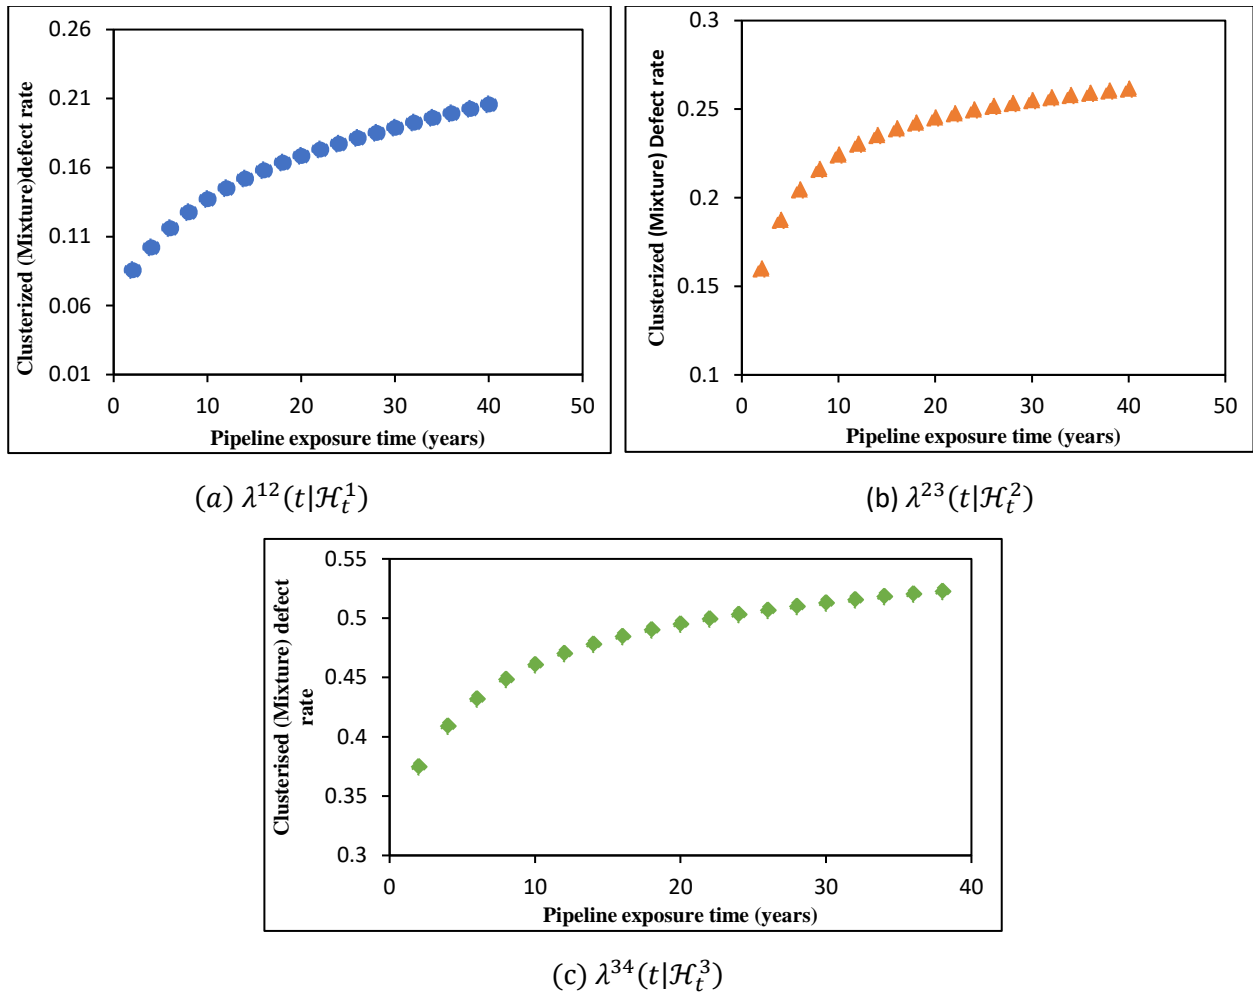 0.26
0.21
0.16
0.11
0.06
0.01
Clusterized (Mixture)defect rate
0 10 20 30 40 50
Pipeline exposure time (years)
(a) λ¹²(t|ℋₜ¹)
0.3
0.25
0.2
0.15
0.1
Clusterized (Mixture) Defect rate
0 10 20 30 40 50
Pipeline exposure time (years)
(b) λ²³(t|ℋₜ²)
0.55
0.5
0.45
0.4
0.35
0.3
Clusterised (Mixture) defect
rate
0 10 20 30 40
Pipeline exposure time (years)
(c) λ³⁴(t|ℋₜ³)